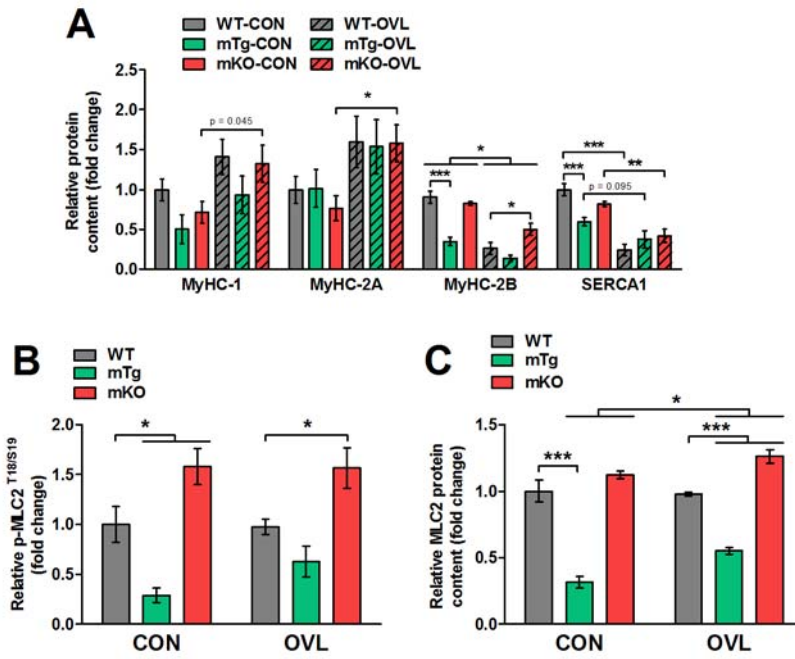 A
WT-CON
WT-OVL
mTg-CON
mTg-OVL
mKO-CON
mKO-OVL
Relative protein
content (fold change)
2.5
2.0
1.5
1.0
0.5
0.0
p = 0.045
*
***
*
*
***
***
**
p = 0.095
MyHC-1
MyHC-2A
MyHC-2B
SERCA1
B
WT
mTg
mKO
Relative p-MLC2 T18/S19
(fold change)
2.0
1.5
1.0
0.5
0.0
*
*
CON
OVL
C
WT
mTg
mKO
Relative MLC2 protein
content (fold change)
1.5
1.0
0.5
0.0
***
***
*
CON
OVL